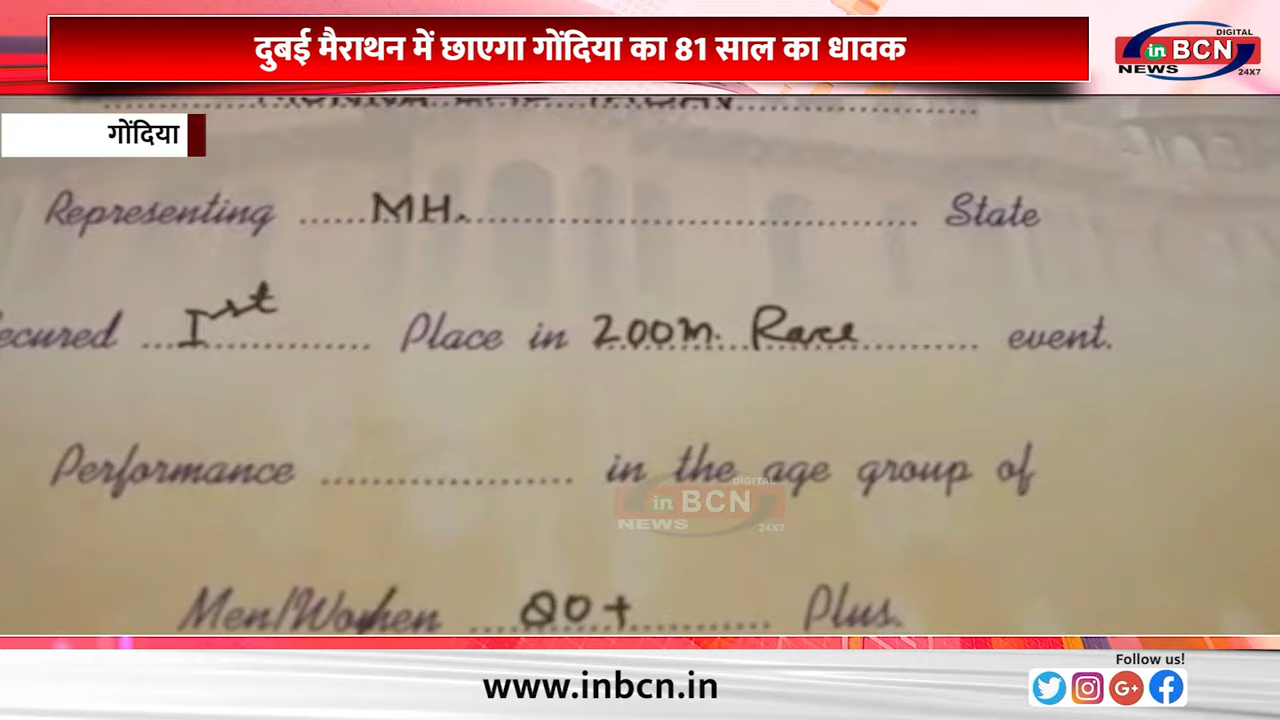 दुबई मैराथन में छाएगा गोंदिया का 81 साल का धावक
DIGITAL
in BCN
NEWS 24X7
गोंदिया
Representing ......MH............................................ State
ecured ...Ist............ Place in 200m. Race ............ event.
Performance ........................ in the age group of
DIGITAL
in BCN
NEWS 24X7
Men/Women ...80+............ Plus.
Follow us!
www.inbcn.in